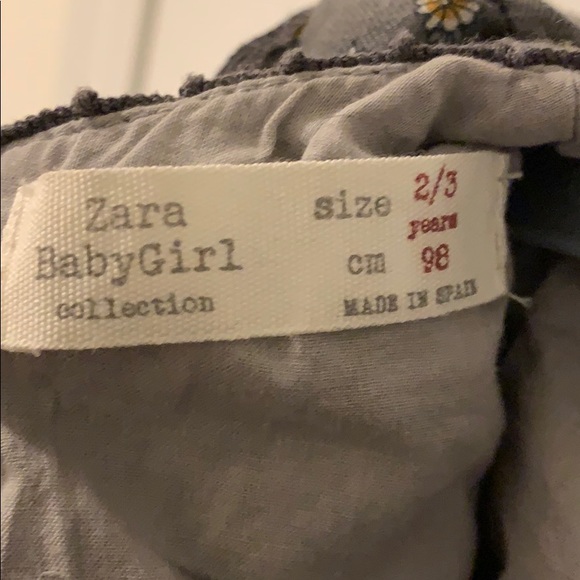 Zara
BabyGirl
collection
size 2/3
years
cm 98
MADE IN SPAIN